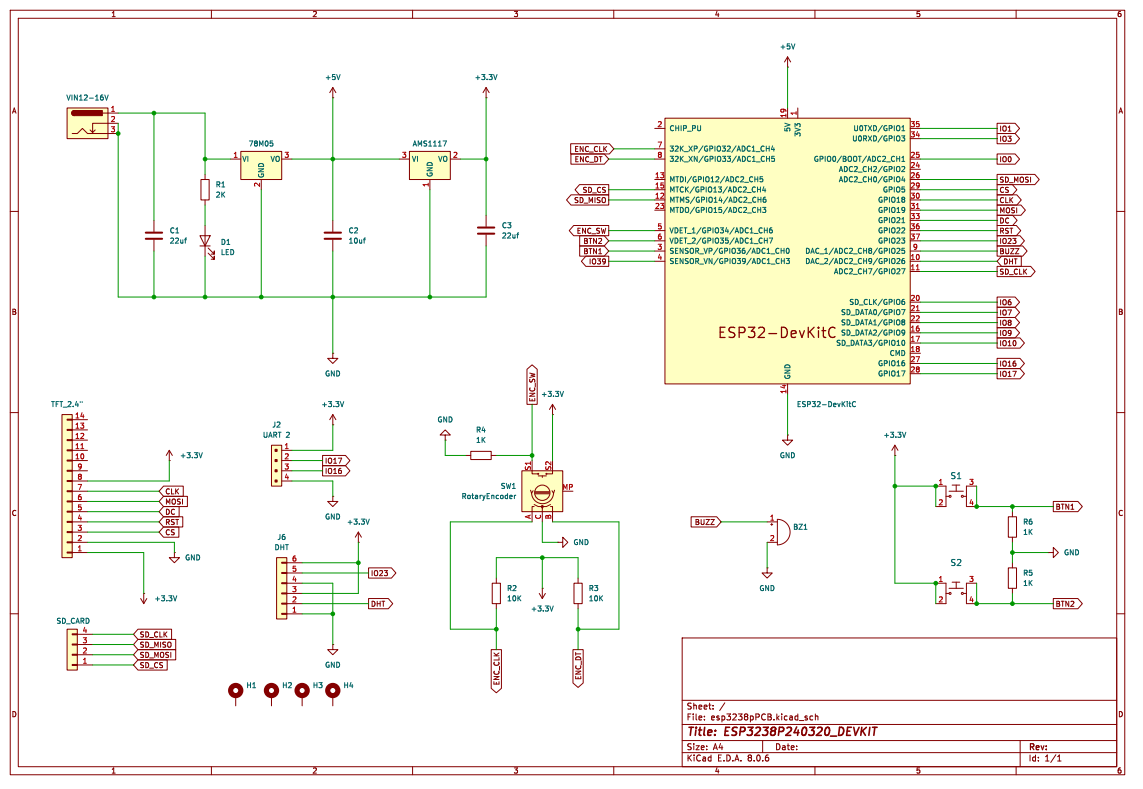 1 2 3 4 5 6
A
B
C
D
VIN12-16V
1
2
3
+5V
+3.3V
78M05
1 VI VO 3
GND
2
AMS1117
3 VI VO 2
GND
1
R1
2K
D1
LED
C1
22uf
C2
10uf
C3
22uf
GND
+5V
19
1
5V
3V3
2 CHIP_PU
ENC_CLK 7 32K_XP/GPIO32/ADC1_CH4
ENC_DT 8 32K_XN/GPIO33/ADC1_CH5
13 MTDI/GPIO12/ADC2_CH5
SD_CS 15 MTCK/GPIO13/ADC2_CH4
SD_MISO 12 MTMS/GPIO14/ADC2_CH6
23 MTDO/GPIO15/ADC2_CH3
ENC_SW 5 VDET_1/GPIO34/ADC1_CH6
BTN2 6 VDET_2/GPIO35/ADC1_CH7
BTN1 3 SENSOR_VP/GPIO36/ADC1_CH0
IO39 4 SENSOR_VN/GPIO39/ADC1_CH3
U0TXD/GPIO1 35 IO1
U0RXD/GPIO3 34 IO3
GPIO0/BOOT/ADC2_CH1 25 IO0
ADC2_CH2/GPIO2 24
ADC2_CH0/GPIO4 26 SD_MOSI
GPIO5 29 CS
GPIO18 30 CLK
GPIO19 31 MOSI
GPIO21 33 DC
GPIO22 36 RST
GPIO23 37 IO23
DAC_1/ADC2_CH8/GPIO25 9 BUZZ
DAC_2/ADC2_CH9/GPIO26 10 DHT
ADC2_CH7/GPIO27 11 SD_CLK
SD_CLK/GPIO6 20 IO6
SD_DATA0/GPIO7 21 IO7
SD_DATA1/GPIO8 22 IO8
SD_DATA2/GPIO9 16 IO9
SD_DATA3/GPIO10 17 IO10
CMD 18
GPIO16 27 IO16
GPIO17 28 IO17
ESP32-DevKitC
GND
14
ESP32-DevKitC
GND
TFT_2.4"
14
13
12
11
10
9
8
7 CLK
6 MOSI
5 DC
4 RST
3 CS
2
1
+3.3V
GND
+3.3V
SD_CARD
4 SD_CLK
3 SD_MISO
2 SD_MOSI
1 SD_CS
+3.3V
J2
UART 2
1
2 IO17
3 IO16
4
GND
+3.3V
J6
DHT
6
5 IO23
4
3
2 DHT
1
GND
H1
H2
H3
H4
ENC_SW
+3.3V
GND
R4
1K
S1
S2
SW1
RotaryEncoder
MP
A
C
B
GND
R2
10K
R3
10K
+3.3V
ENC_CLK
ENC_DT
BUZZ
1
2
BZ1
GND
+3.3V
S1
1 3
2 4
BTN1
R6
1K
GND
R5
1K
S2
1 3
2 4
BTN2
Sheet: /
File: esp3238pPCB.kicad_sch
Title: ESP3238P240320_DEVKIT
Size: A4 Date: Rev:
KiCad E.D.A. 8.0.6 Id: 1/1
A
B
C
D
1 2 3 4 5 6